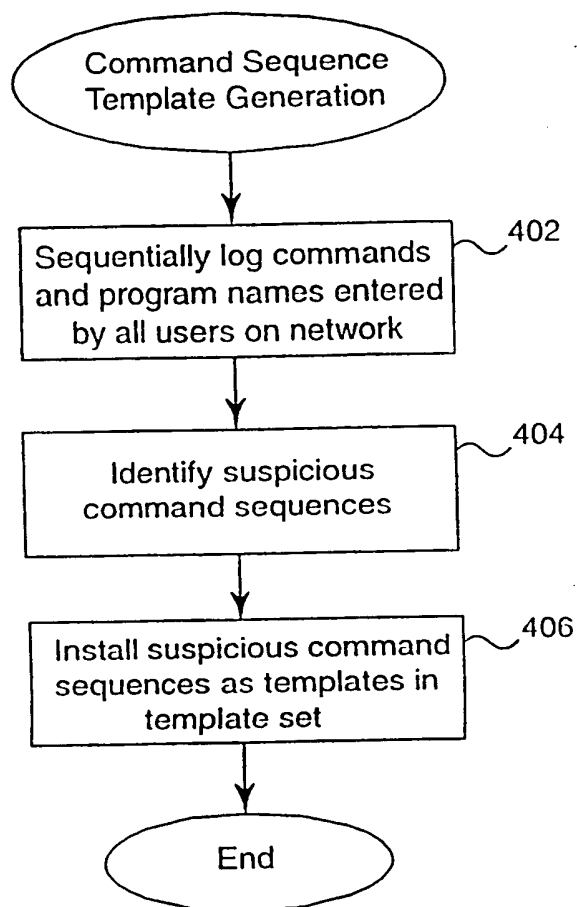 Command Sequence
Template Generation
402
Sequentially log commands
and program names entered
by all users on network
404
Identify suspicious
command sequences
406
Install suspicious command
sequences as templates in
template set
End